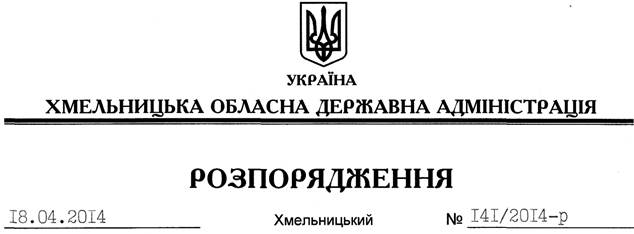 УКРАЇНА
ХМЕЛЬНИЦЬКА ОБЛАСНА ДЕРЖАВНА АДМІНІСТРАЦІЯ
РОЗПОРЯДЖЕННЯ
18.04.2014 Хмельницький № 141/2014-р